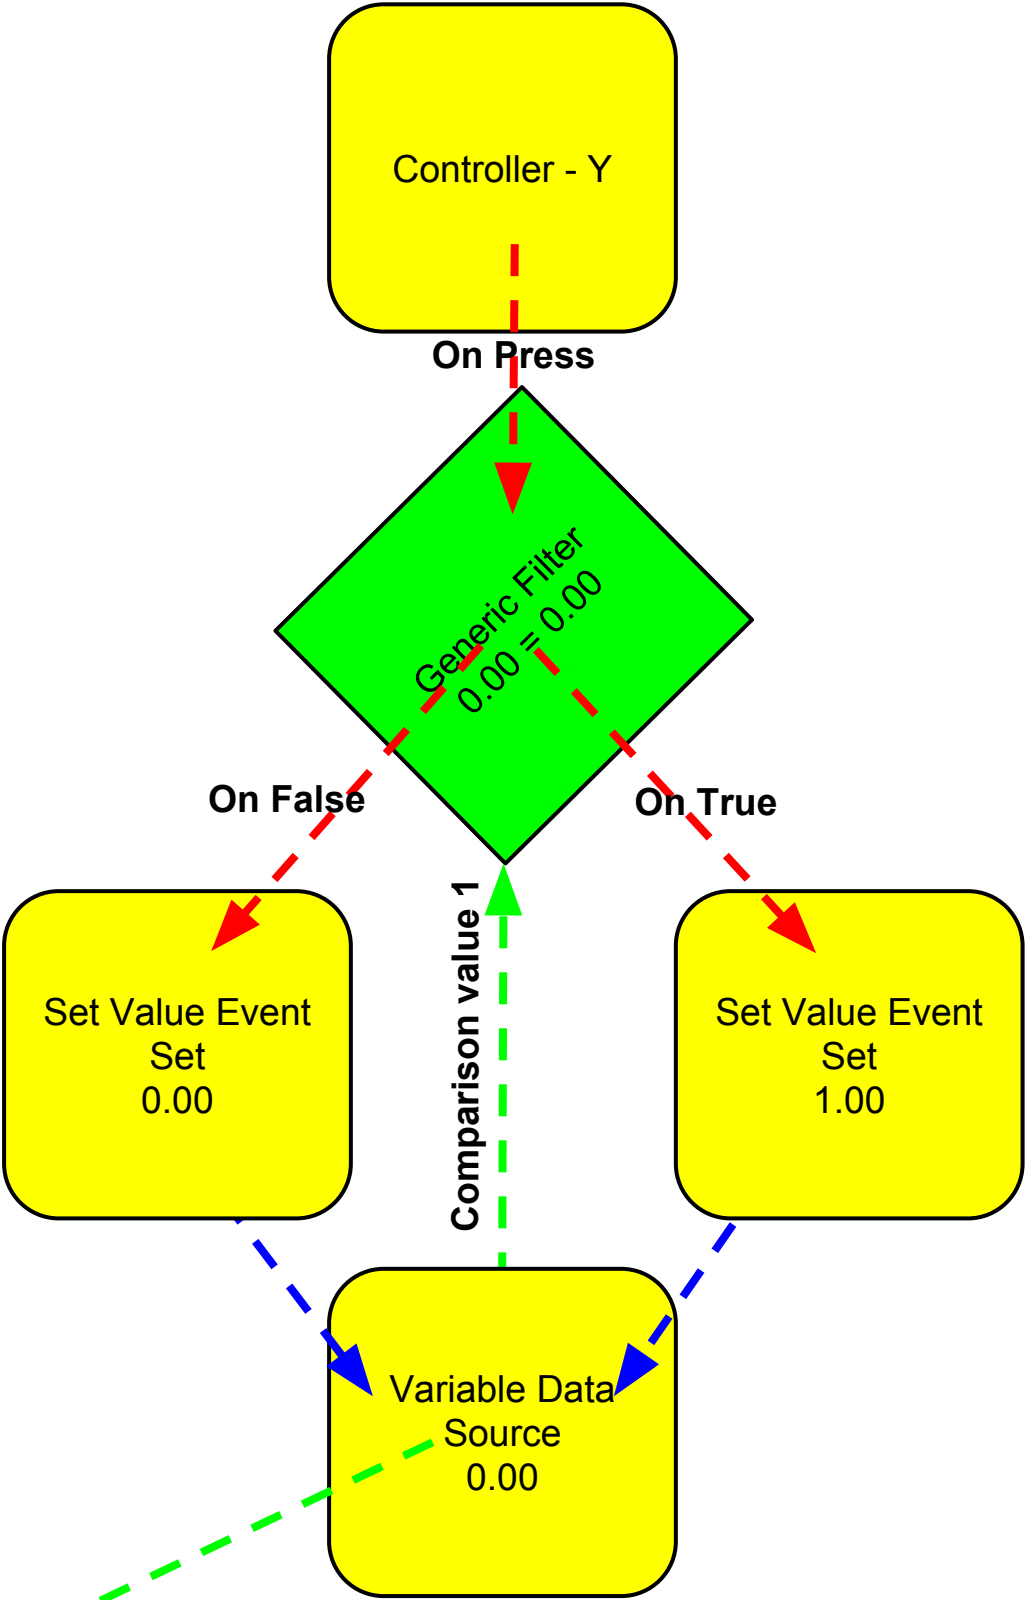 Controller - Y
On Press
Generic Filter
0.00 = 0.00
On False
On True
Comparison value 1
Set Value Event
Set
0.00
Set Value Event
Set
1.00
Variable Data
Source
0.00